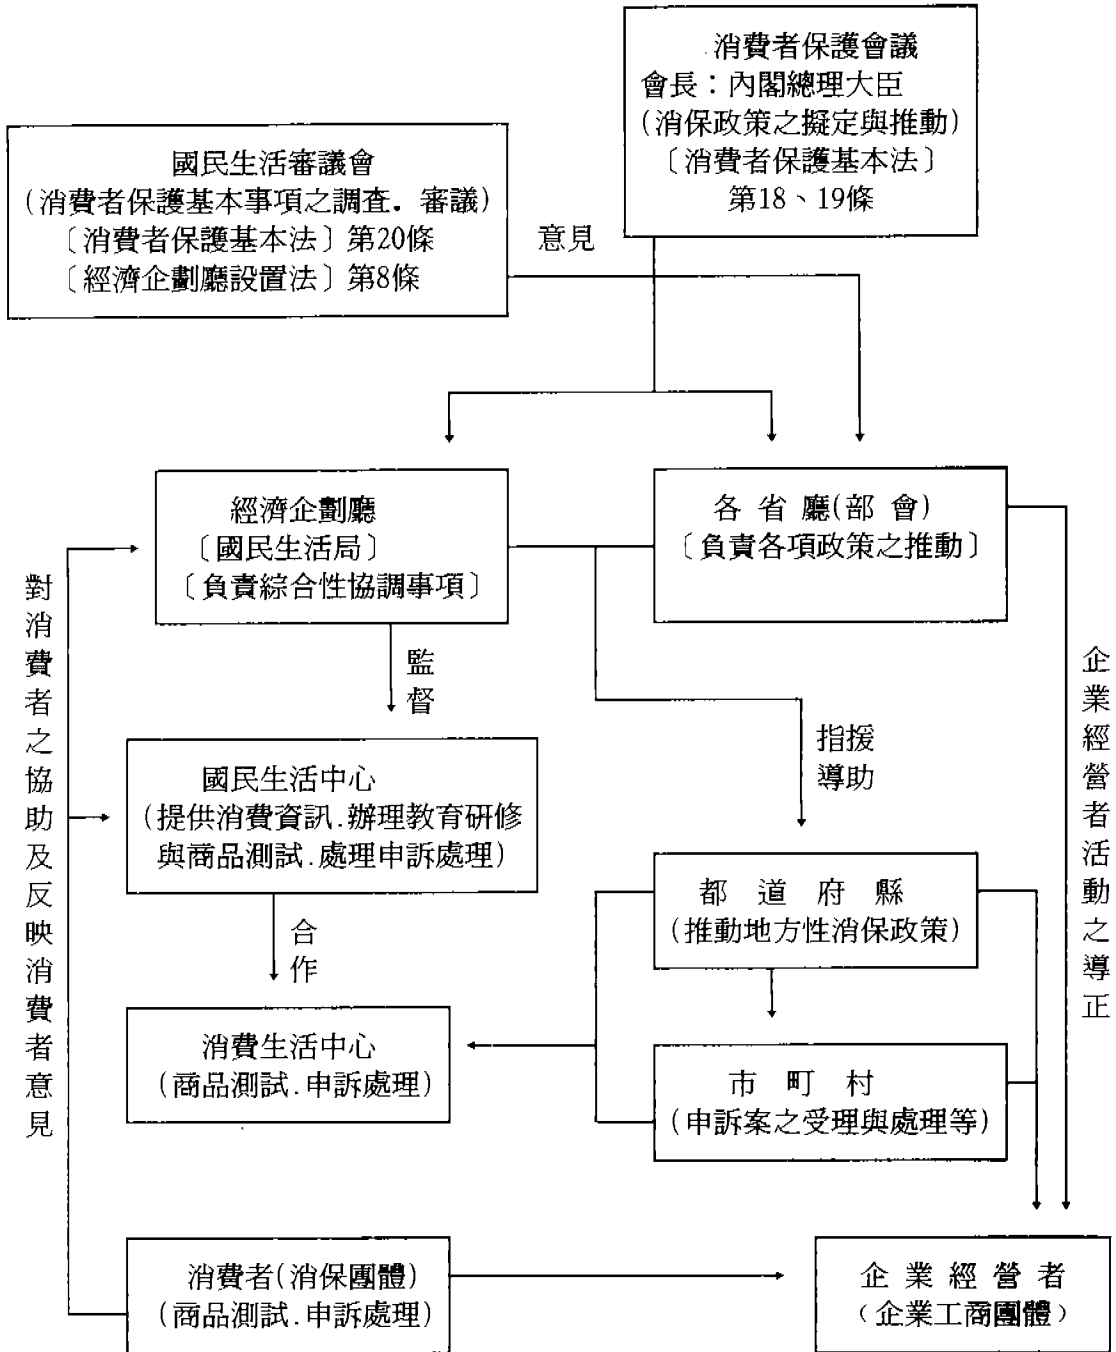 消費者保護會議
會長：內閣總理大臣
(消保政策之擬定與推動)
〔消費者保護基本法〕
第18、19條
國民生活審議會
(消費者保護基本事項之調查．審議)
〔消費者保護基本法〕第20條
〔經濟企劃廳設置法〕第8條
意見
經濟企劃廳
〔國民生活局〕
〔負責綜合性協調事項〕
各省廳(部會)
〔負責各項政策之推動〕
對消費者之協助及反映消費者意見
監督
企業經營者活動之導正
指援
導助
國民生活中心
(提供消費資訊.辦理教育研修
與商品測試.處理申訴處理)
都道府縣
(推動地方性消保政策)
合作
消費生活中心
(商品測試.申訴處理)
市町村
(申訴案之受理與處理等)
消費者(消保團體)
(商品測試.申訴處理)
企業經營者
(企業工商團體)